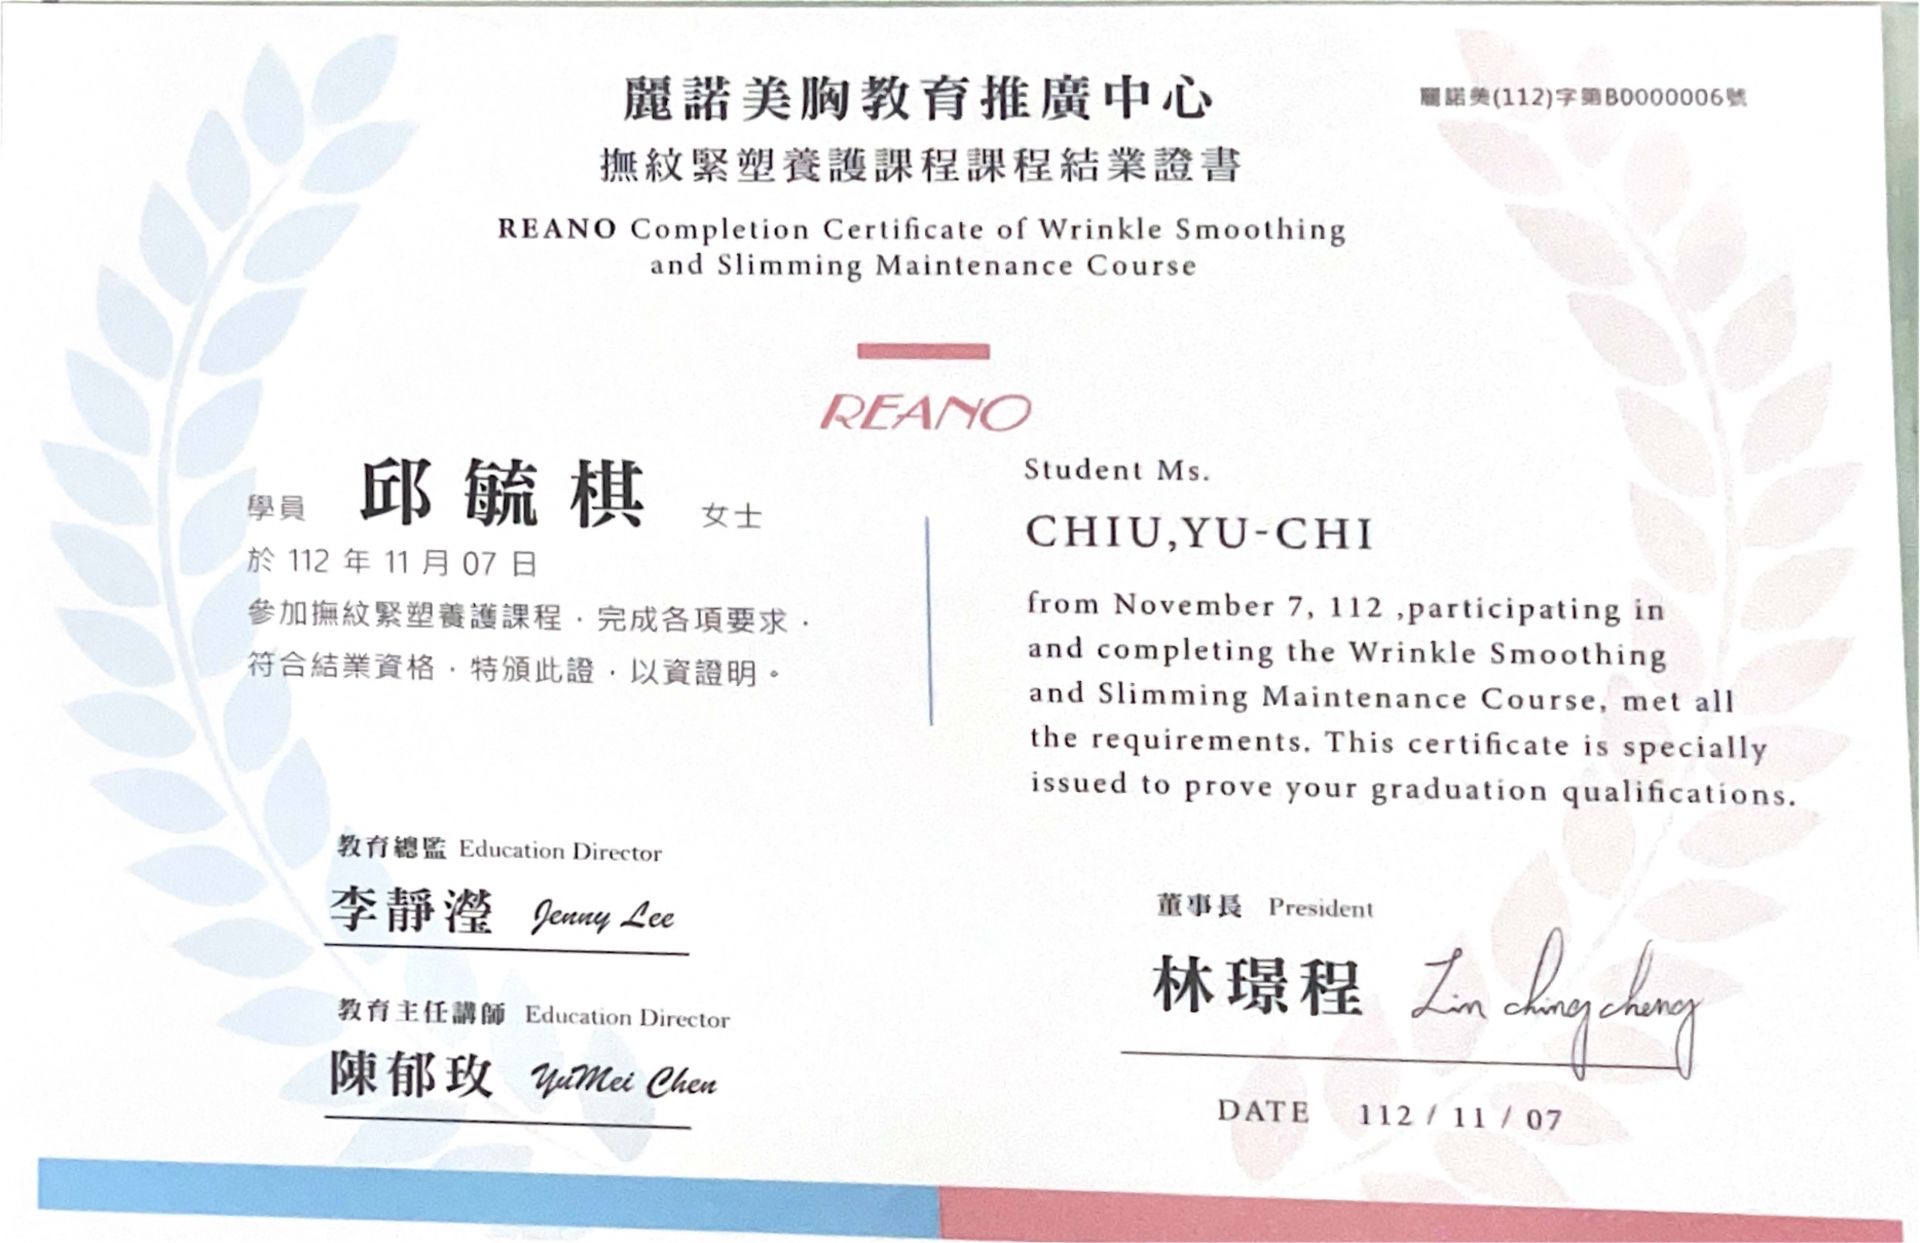 麗諾美胸教育推廣中心
麗諾美(112)字第B0000006號
撫紋緊塑養護課程課程結業證書
REANO Completion Certificate of Wrinkle Smoothing
and Slimming Maintenance Course
REANO
學員 邱毓棋 女士
於 112 年 11 月 07 日
參加撫紋緊塑養護課程，完成各項要求，
符合結業資格，特頒此證，以資證明。
Student Ms.
CHIU,YU-CHI
from November 7, 112 ,participating in
and completing the Wrinkle Smoothing
and Slimming Maintenance Course, met all
the requirements. This certificate is specially
issued to prove your graduation qualifications.
教育總監 Education Director
李靜瀅 Jenny Lee
教育主任講師 Education Director
陳郁玫 YuMei Chen
董事長 President
林璟程 Lin ching cheng
DATE 112 / 11 / 07